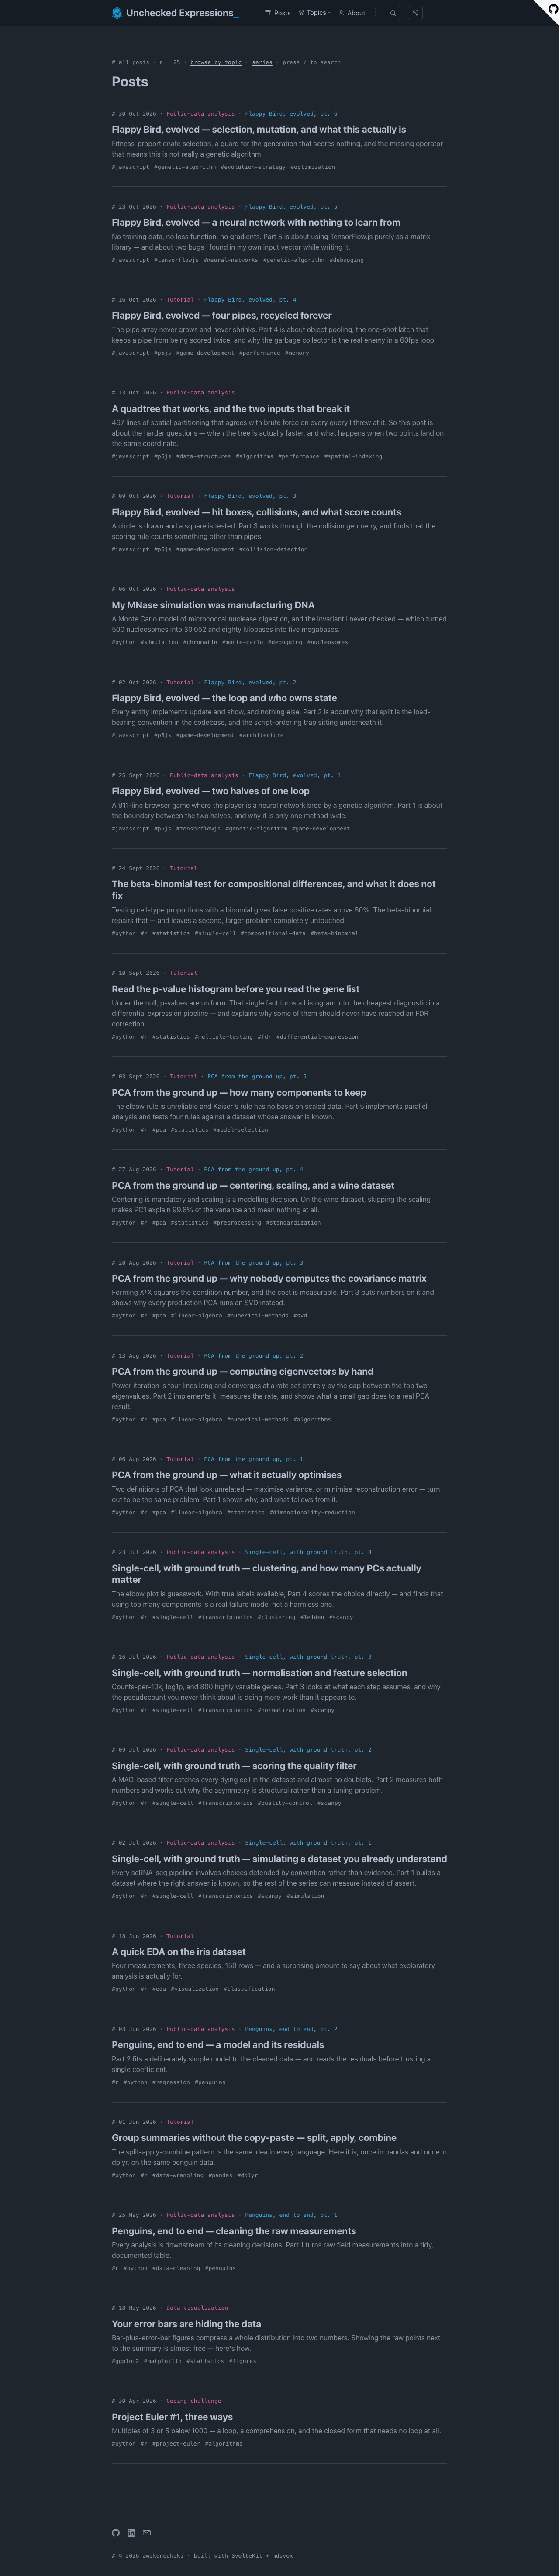 Unchecked Expressions_
Posts
Topics
About
# all posts · n = 25 · browse by topic · series · press / to search
Posts
# 30 Oct 2026 · Public-data analysis · Flappy Bird, evolved, pt. 6
Flappy Bird, evolved — selection, mutation, and what this actually is
Fitness-proportionate selection, a guard for the generation that scores nothing, and the missing operator
that means this is not really a genetic algorithm.
#javascript #genetic-algorithm #evolution-strategy #optimization
# 23 Oct 2026 · Public-data analysis · Flappy Bird, evolved, pt. 5
Flappy Bird, evolved — a neural network with nothing to learn from
No training data, no loss function, no gradients. Part 5 is about using TensorFlow.js purely as a matrix
library — and about two bugs I found in my own input vector while writing it.
#javascript #tensorflowjs #neural-networks #genetic-algorithm #debugging
# 16 Oct 2026 · Tutorial · Flappy Bird, evolved, pt. 4
Flappy Bird, evolved — four pipes, recycled forever
The pipe array never grows and never shrinks. Part 4 is about object pooling, the one-shot latch that
keeps a pipe from being scored twice, and why the garbage collector is the real enemy in a 60fps loop.
#javascript #p5js #game-development #performance #memory
# 13 Oct 2026 · Public-data analysis
A quadtree that works, and the two inputs that break it
467 lines of spatial partitioning that agrees with brute force on every query I threw at it. So this post is
about the harder questions — when the tree is actually faster, and what happens when two points land on
the same coordinate.
#javascript #p5js #data-structures #algorithms #performance #spatial-indexing
# 09 Oct 2026 · Tutorial · Flappy Bird, evolved, pt. 3
Flappy Bird, evolved — hit boxes, collisions, and what score counts
A circle is drawn and a square is tested. Part 3 works through the collision geometry, and finds that the
scoring rule counts something other than pipes.
#javascript #p5js #game-development #collision-detection
# 06 Oct 2026 · Public-data analysis
My MNase simulation was manufacturing DNA
A Monte Carlo model of micrococcal nuclease digestion, and the invariant I never checked — which turned
500 nucleosomes into 30,052 and eighty kilobases into five megabases.
#python #simulation #chromatin #monte-carlo #debugging #nucleosomes
# 02 Oct 2026 · Tutorial · Flappy Bird, evolved, pt. 2
Flappy Bird, evolved — the loop and who owns state
Every entity implements update and show, and nothing else. Part 2 is about why that split is the load-
bearing convention in the codebase, and the script-ordering trap sitting underneath it.
#javascript #p5js #game-development #architecture
# 25 Sept 2026 · Public-data analysis · Flappy Bird, evolved, pt. 1
Flappy Bird, evolved — two halves of one loop
A 911-line browser game where the player is a neural network bred by a genetic algorithm. Part 1 is about
the boundary between the two halves, and why it is only one method wide.
#javascript #p5js #tensorflowjs #genetic-algorithm #game-development
# 24 Sept 2026 · Tutorial
The beta-binomial test for compositional differences, and what it does not
fix
Testing cell-type proportions with a binomial gives false positive rates above 80%. The beta-binomial
repairs that — and leaves a second, larger problem completely untouched.
#python #r #statistics #single-cell #compositional-data #beta-binomial
# 10 Sept 2026 · Tutorial
Read the p-value histogram before you read the gene list
Under the null, p-values are uniform. That single fact turns a histogram into the cheapest diagnostic in a
differential expression pipeline — and explains why some of them should never have reached an FDR
correction.
#python #r #statistics #multiple-testing #fdr #differential-expression
# 03 Sept 2026 · Tutorial · PCA from the ground up, pt. 5
PCA from the ground up — how many components to keep
The elbow rule is unreliable and Kaiser's rule has no basis on scaled data. Part 5 implements parallel
analysis and tests four rules against a dataset whose answer is known.
#python #r #pca #statistics #model-selection
# 27 Aug 2026 · Tutorial · PCA from the ground up, pt. 4
PCA from the ground up — centering, scaling, and a wine dataset
Centering is mandatory and scaling is a modelling decision. On the wine dataset, skipping the scaling
makes PC1 explain 99.8% of the variance and mean nothing at all.
#python #r #pca #statistics #preprocessing #standardization
# 20 Aug 2026 · Tutorial · PCA from the ground up, pt. 3
PCA from the ground up — why nobody computes the covariance matrix
Forming XᵀX squares the condition number, and the cost is measurable. Part 3 puts numbers on it and
shows why every production PCA runs an SVD instead.
#python #r #pca #linear-algebra #numerical-methods #svd
# 13 Aug 2026 · Tutorial · PCA from the ground up, pt. 2
PCA from the ground up — computing eigenvectors by hand
Power iteration is four lines long and converges at a rate set entirely by the gap between the top two
eigenvalues. Part 2 implements it, measures the rate, and shows what a small gap does to a real PCA
result.
#python #r #pca #linear-algebra #numerical-methods #algorithms
# 06 Aug 2026 · Tutorial · PCA from the ground up, pt. 1
PCA from the ground up — what it actually optimises
Two definitions of PCA that look unrelated — maximise variance, or minimise reconstruction error — turn
out to be the same problem. Part 1 shows why, and what follows from it.
#python #r #pca #linear-algebra #statistics #dimensionality-reduction
# 23 Jul 2026 · Public-data analysis · Single-cell, with ground truth, pt. 4
Single-cell, with ground truth — clustering, and how many PCs actually
matter
The elbow plot is guesswork. With true labels available, Part 4 scores the choice directly — and finds that
using too many components is a real failure mode, not a harmless one.
#python #r #single-cell #transcriptomics #clustering #leiden #scanpy
# 16 Jul 2026 · Public-data analysis · Single-cell, with ground truth, pt. 3
Single-cell, with ground truth — normalisation and feature selection
Counts-per-10k, log1p, and 800 highly variable genes. Part 3 looks at what each step assumes, and why
the pseudocount you never think about is doing more work than it appears to.
#python #r #single-cell #transcriptomics #normalization #scanpy
# 09 Jul 2026 · Public-data analysis · Single-cell, with ground truth, pt. 2
Single-cell, with ground truth — scoring the quality filter
A MAD-based filter catches every dying cell in the dataset and almost no doublets. Part 2 measures both
numbers and works out why the asymmetry is structural rather than a tuning problem.
#python #r #single-cell #transcriptomics #quality-control #scanpy
# 02 Jul 2026 · Public-data analysis · Single-cell, with ground truth, pt. 1
Single-cell, with ground truth — simulating a dataset you already understand
Every scRNA-seq pipeline involves choices defended by convention rather than evidence. Part 1 builds a
dataset where the right answer is known, so the rest of the series can measure instead of assert.
#python #r #single-cell #transcriptomics #scanpy #simulation
# 18 Jun 2026 · Tutorial
A quick EDA on the iris dataset
Four measurements, three species, 150 rows — and a surprising amount to say about what exploratory
analysis is actually for.
#python #r #eda #visualization #classification
# 03 Jun 2026 · Public-data analysis · Penguins, end to end, pt. 2
Penguins, end to end — a model and its residuals
Part 2 fits a deliberately simple model to the cleaned data — and reads the residuals before trusting a
single coefficient.
#r #python #regression #penguins
# 01 Jun 2026 · Tutorial
Group summaries without the copy-paste — split, apply, combine
The split-apply-combine pattern is the same idea in every language. Here it is, once in pandas and once in
dplyr, on the same penguin data.
#python #r #data-wrangling #pandas #dplyr
# 25 May 2026 · Public-data analysis · Penguins, end to end, pt. 1
Penguins, end to end — cleaning the raw measurements
Every analysis is downstream of its cleaning decisions. Part 1 turns raw field measurements into a tidy,
documented table.
#r #python #data-cleaning #penguins
# 18 May 2026 · Data visualization
Your error bars are hiding the data
Bar-plus-error-bar figures compress a whole distribution into two numbers. Showing the raw points next
to the summary is almost free — here's how.
#ggplot2 #matplotlib #statistics #figures
# 30 Apr 2026 · Coding challenge
Project Euler #1, three ways
Multiples of 3 or 5 below 1000 — a loop, a comprehension, and the closed form that needs no loop at all.
#python #r #project-euler #algorithms
# © 2026 awakenedhaki · built with SvelteKit + mdsvex